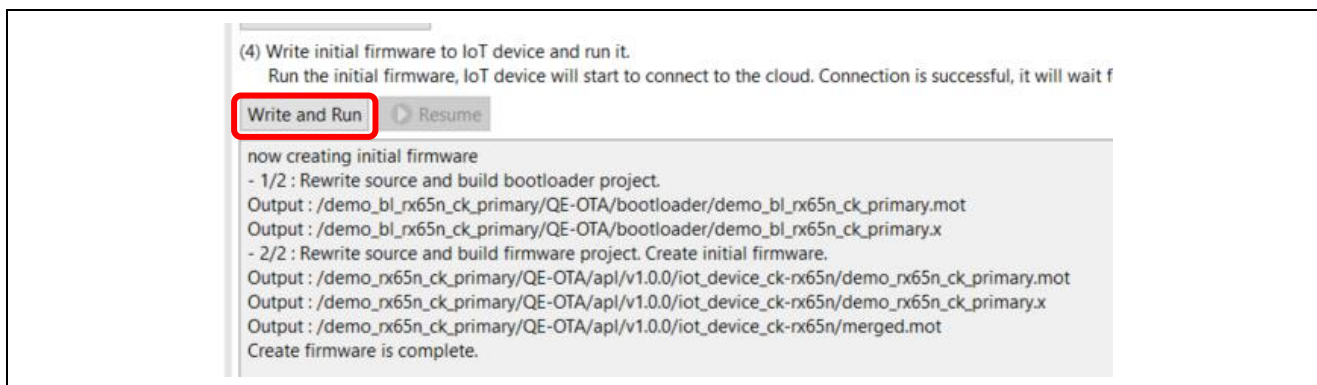 (4) Write initial firmware to IoT device and run it.
Run the initial firmware, IoT device will start to connect to the cloud. Connection is successful, it will wait f
Write and Run Resume
now creating initial firmware
- 1/2 : Rewrite source and build bootloader project.
Output : /demo_bl_rx65n_ck_primary/QE-OTA/bootloader/demo_bl_rx65n_ck_primary.mot
Output : /demo_bl_rx65n_ck_primary/QE-OTA/bootloader/demo_bl_rx65n_ck_primary.x
- 2/2 : Rewrite source and build firmware project. Create initial firmware.
Output : /demo_rx65n_ck_primary/QE-OTA/apl/v1.0.0/iot_device_ck-rx65n/demo_rx65n_ck_primary.mot
Output : /demo_rx65n_ck_primary/QE-OTA/apl/v1.0.0/iot_device_ck-rx65n/demo_rx65n_ck_primary.x
Output : /demo_rx65n_ck_primary/QE-OTA/apl/v1.0.0/iot_device_ck-rx65n/merged.mot
Create firmware is complete.